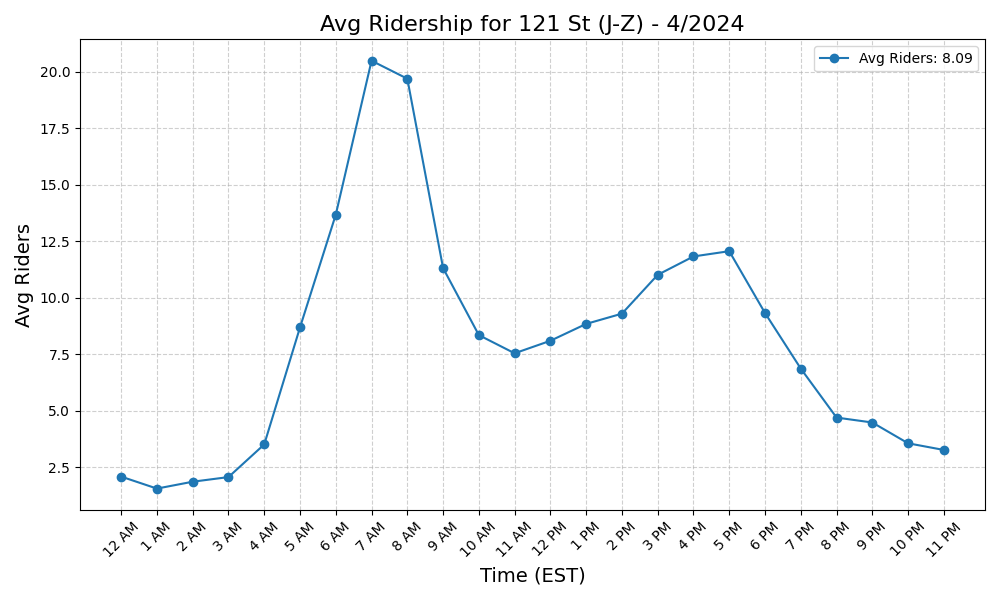 Avg Ridership for 121 St (J-Z) - 4/2024
Avg Riders: 8.09
Avg Riders
20.0
17.5
15.0
12.5
10.0
7.5
5.0
2.5
12 AM
1 AM
2 AM
3 AM
4 AM
5 AM
6 AM
7 AM
8 AM
9 AM
10 AM
11 AM
12 PM
1 PM
2 PM
3 PM
4 PM
5 PM
6 PM
7 PM
8 PM
9 PM
10 PM
11 PM
Time (EST)